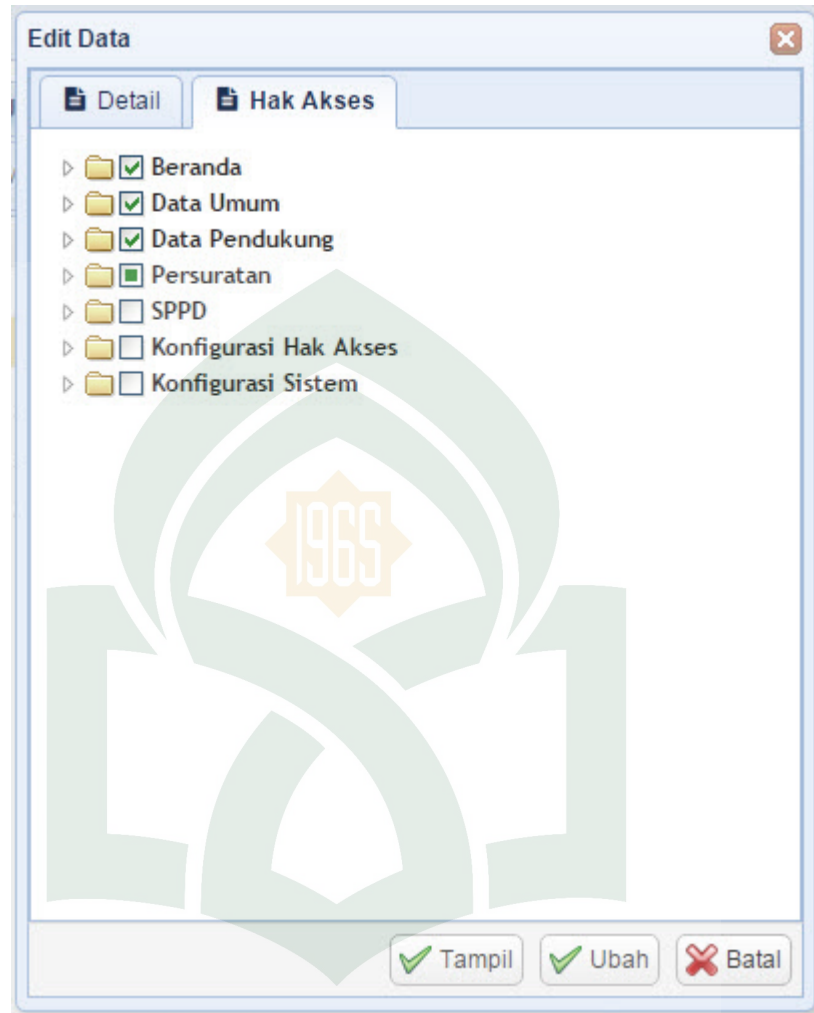 Edit Data
Detail
Hak Akses
Beranda
Data Umum
Data Pendukung
Persuratan
SPPD
Konfigurasi Hak Akses
Konfigurasi Sistem
1965
Tampil
Ubah
Batal